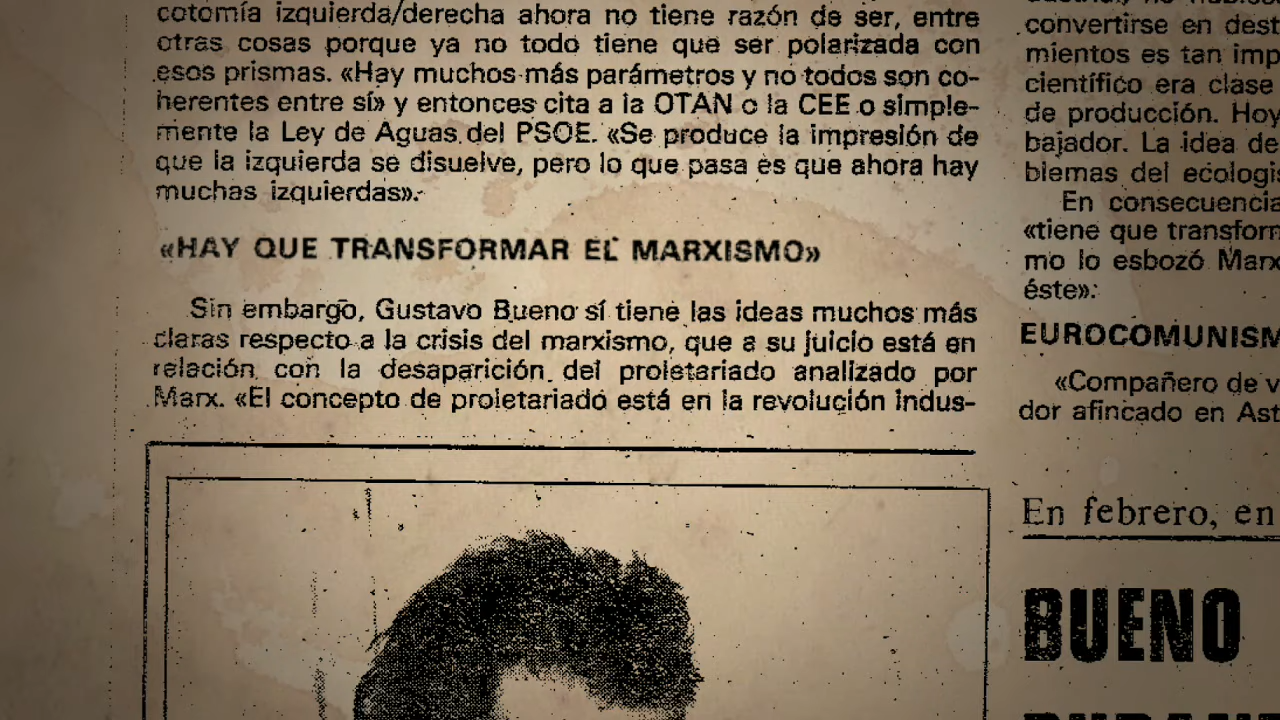 cotomía izquierda/derecha ahora no tiene razón de ser, entre
otras cosas porque ya no todo tiene que ser polarizada con
esos prismas. «Hay muchos más parámetros y no todos son co-
herentes entre sí» y entonces cita a la OTAN o la CEE o simple-
mente la Ley de Aguas del PSOE. «Se produce la impresión de
que la izquierda se disuelve, pero lo que pasa es que ahora hay
muchas izquierdas».
«HAY QUE TRANSFORMAR EL MARXISMO»
Sin embargo, Gustavo Bueno sí tiene las ideas muchos más
claras respecto a la crisis del marxismo, que a su juicio está en
relación con la desaparición del proletariado analizado por
Marx. «El concepto de proletariado está en la revolución indus-
convertirse en dest
mientos es tan imp
científico era clase
de producción. Hoy
bajador. La idea de
blemas del ecologis
En consecuencia
«tiene que transform
mo lo esbozó Marx
éste»:
EUROCOMUNISM
«Compañero de v
dor afincado en Ast
En febrero, en
BUENO